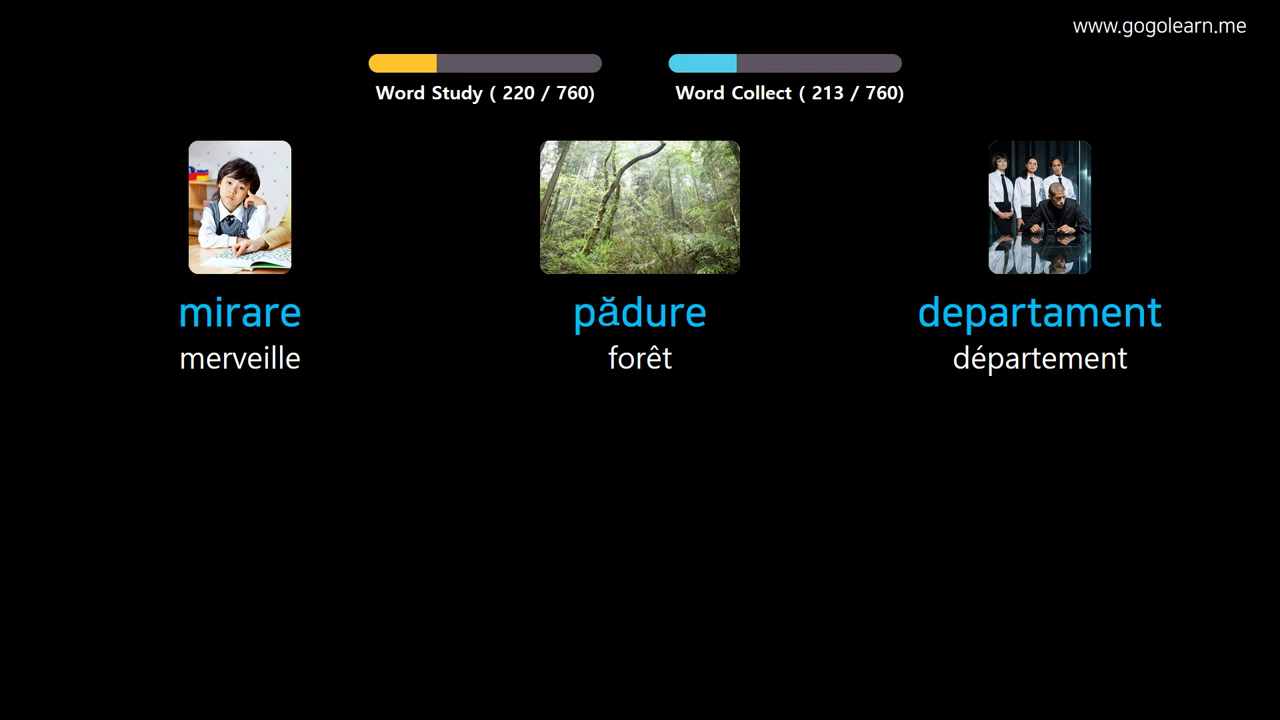 www.gogolearn.me
Word Study ( 220 / 760)
Word Collect ( 213 / 760)
mirare
merveille
pădure
forêt
departament
département